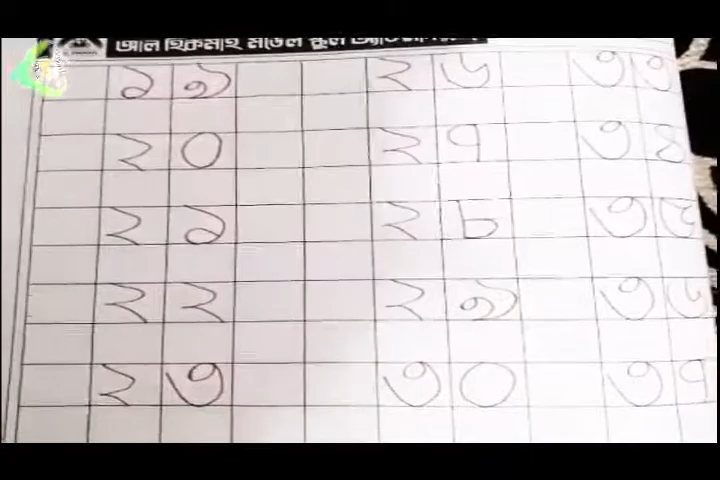 আল হিকমাহ মডেল স্কুল
১৯ ২৬ ৩৩
২০ ২৭ ৩৪
২১ ২৮ ৩৫
২২ ২৯ ৩৬
২৩ ৩০ ৩৭